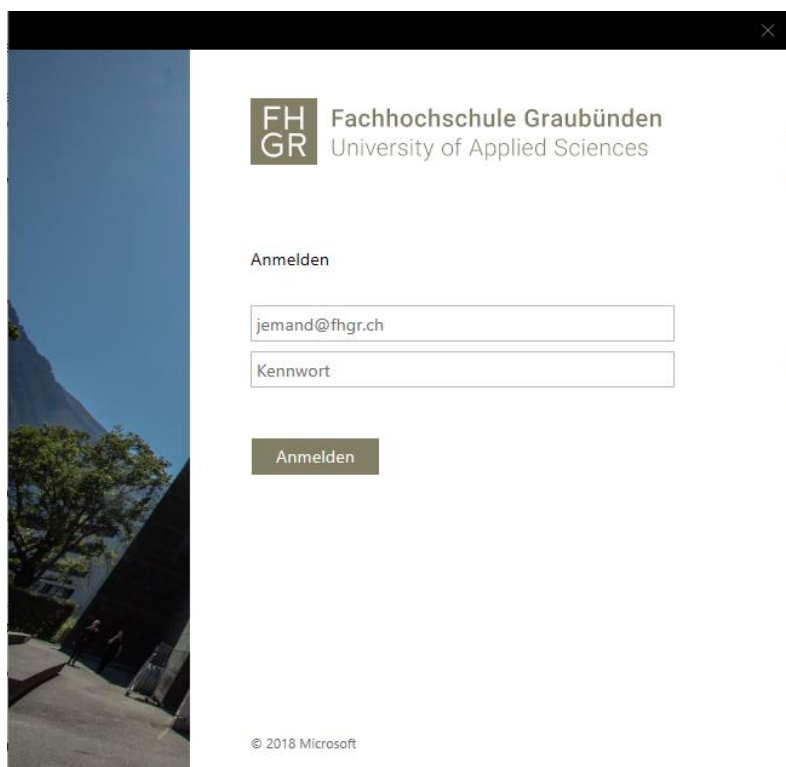 FH
GR
Fachhochschule Graubünden
University of Applied Sciences
Anmelden
jemand@fhgr.ch
Kennwort
Anmelden
© 2018 Microsoft